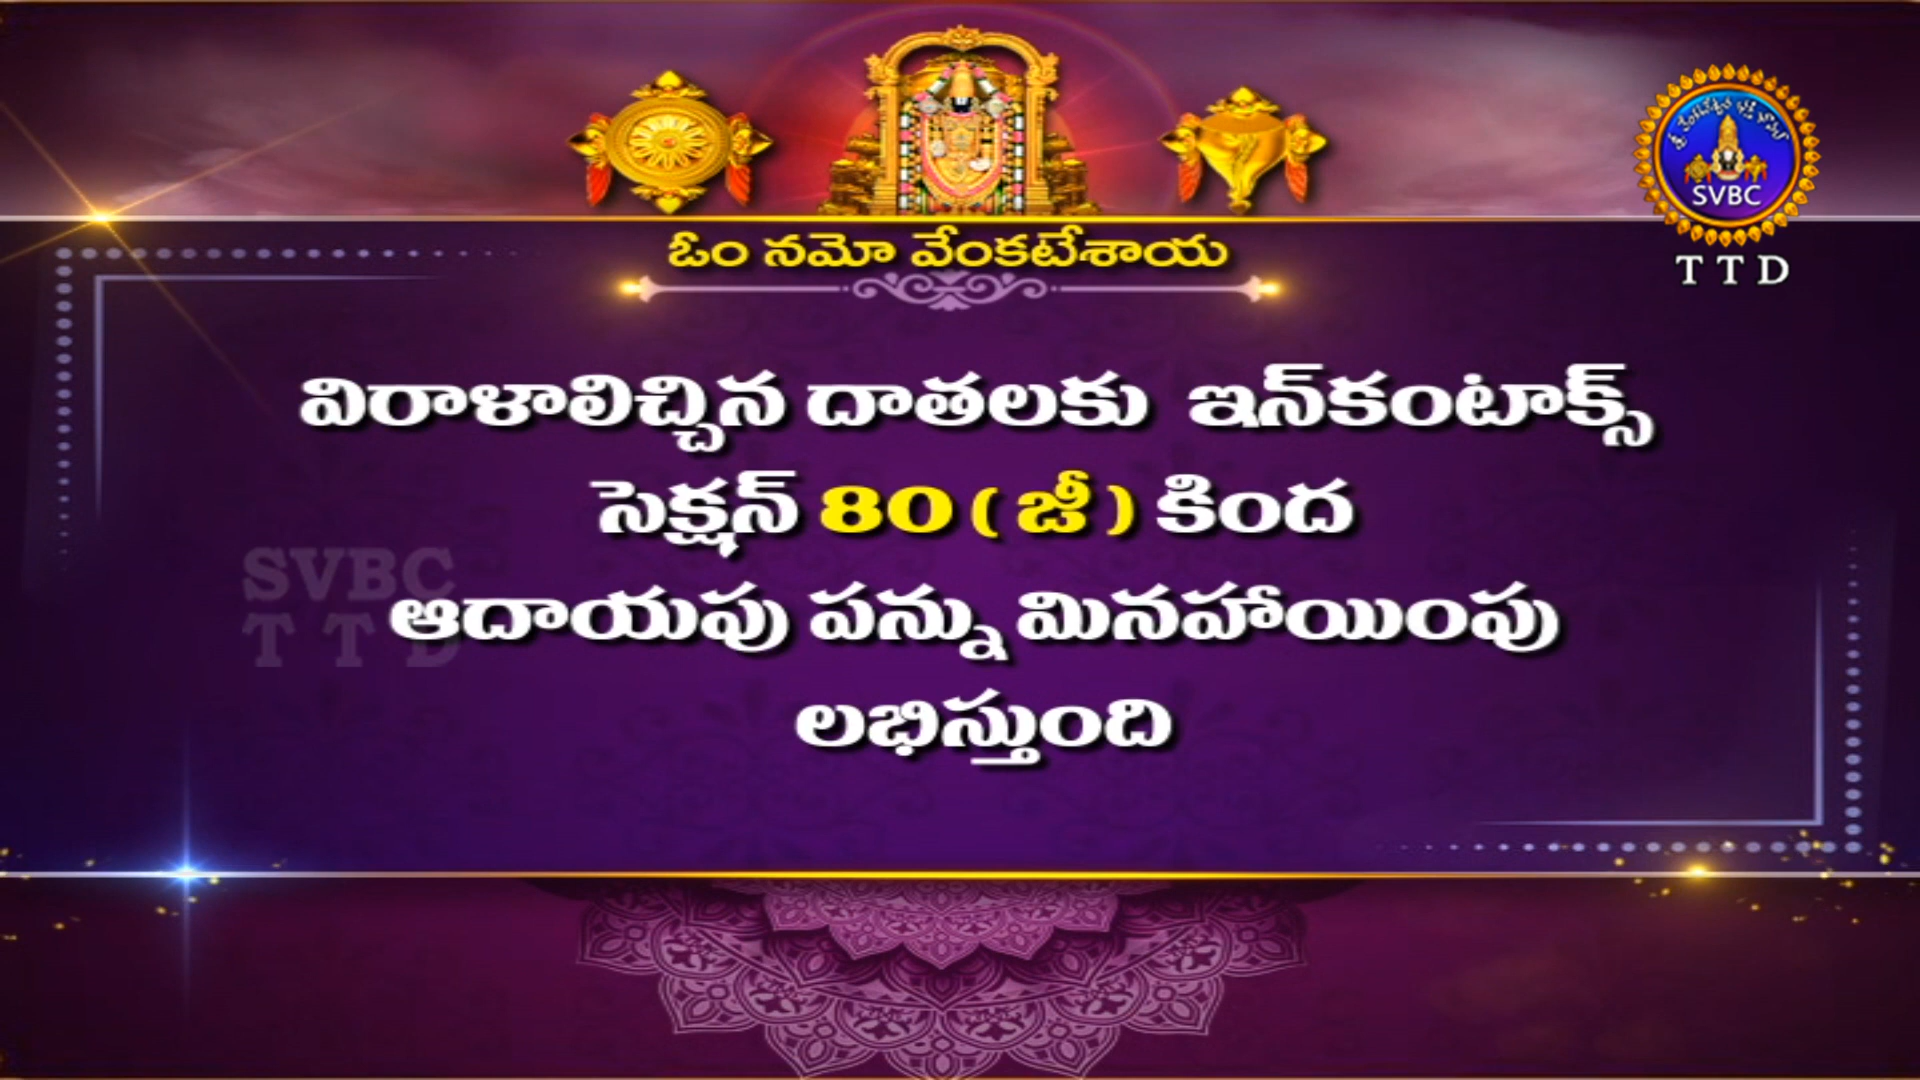 SVBC
TTD
ఓం నమో వేంకటేశాయ
విరాళాలిచ్చిన దాతలకు ఇన్‌కంటాక్స్
సెక్షన్ 80 ( జీ ) కింద
ఆదాయపు పన్ను మినహాయింపు
లభిస్తుంది
SVBC
TTD